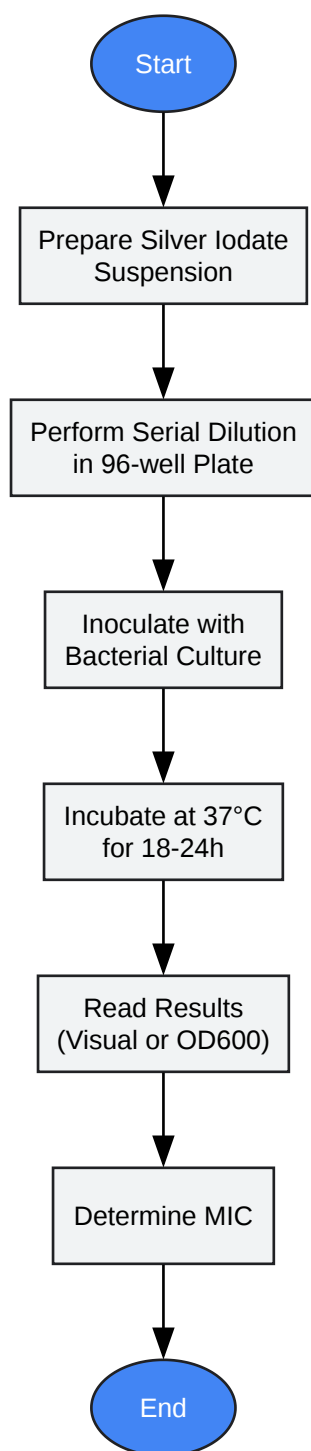 Start
Prepare Silver Iodate
Suspension
Perform Serial Dilution
in 96-well Plate
Inoculate with
Bacterial Culture
Incubate at 37°C
for 18-24h
Read Results
(Visual or OD600)
Determine MIC
End